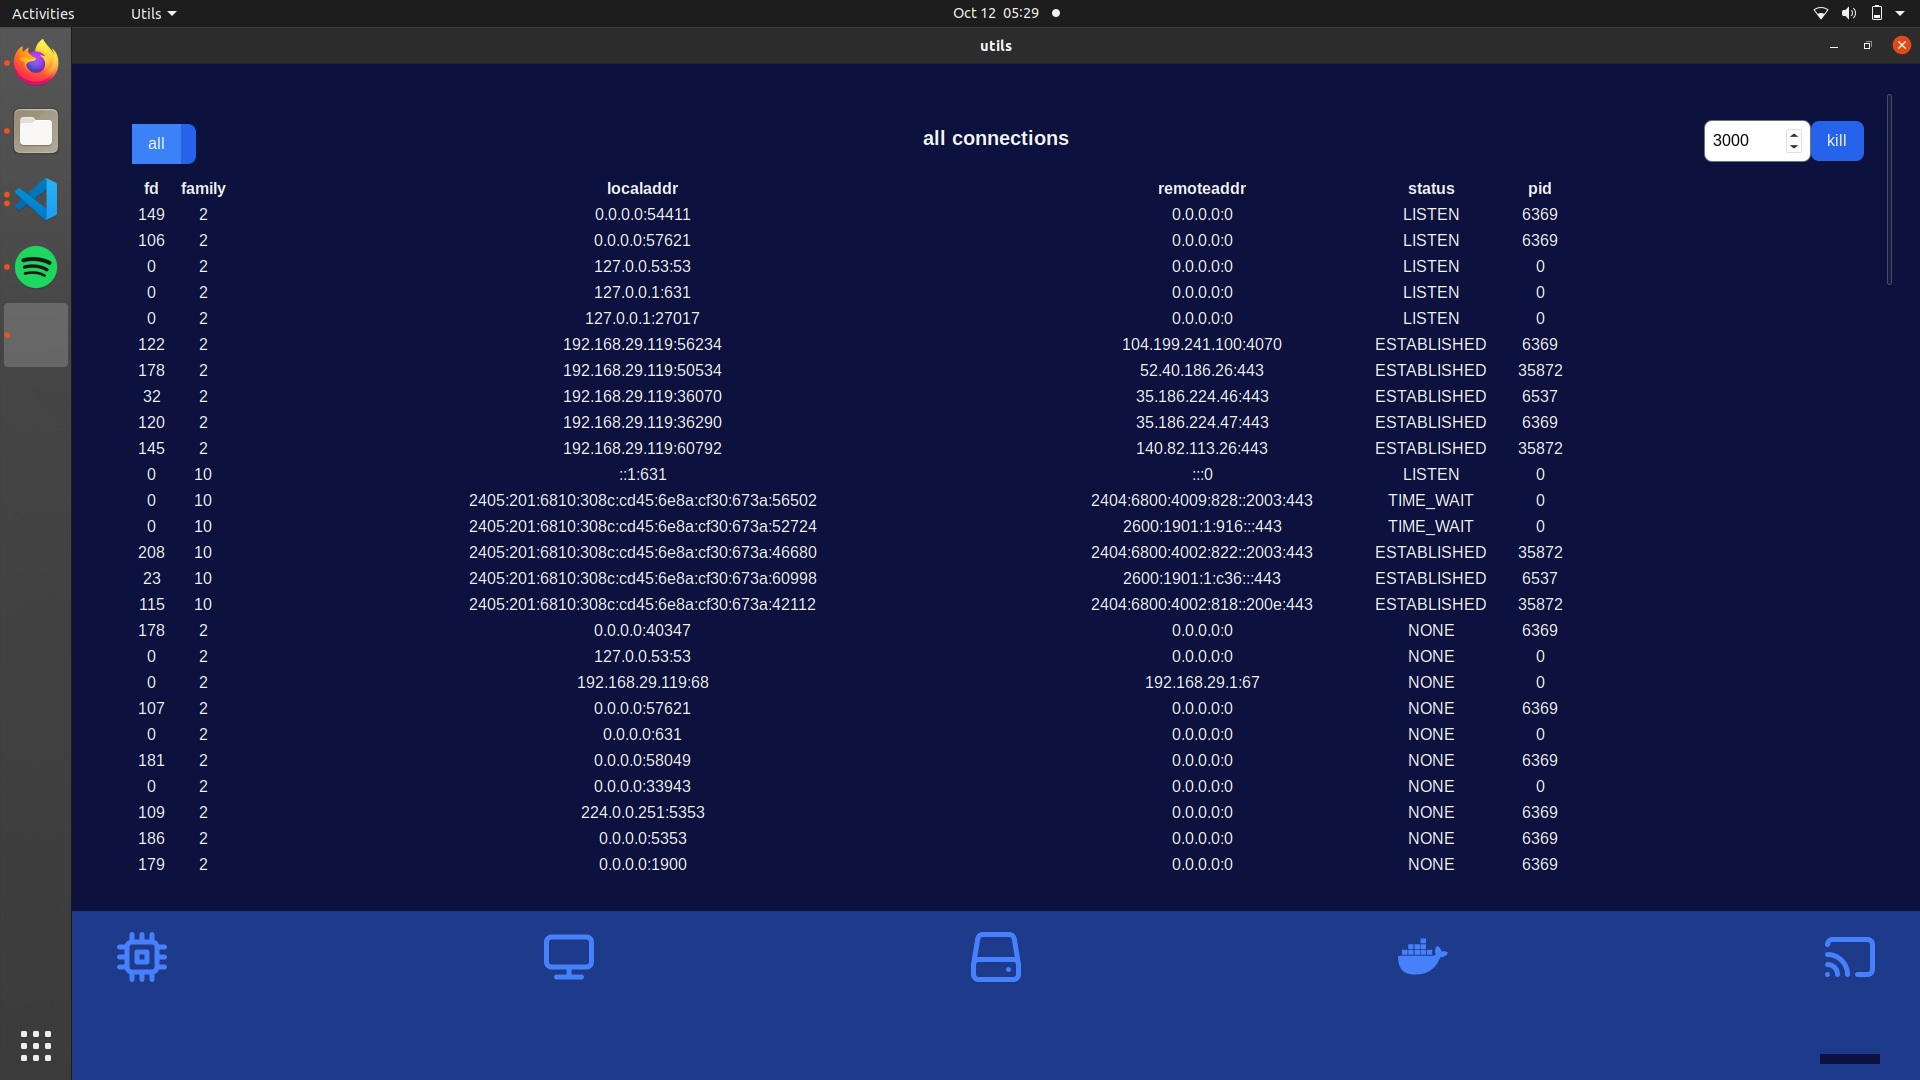 Activities Utils Oct 12 05:29
utils
all all connections 3000 kill
fd family localaddr remoteaddr status pid
149 2 0.0.0.0:54411 0.0.0.0:0 LISTEN 6369
106 2 0.0.0.0:57621 0.0.0.0:0 LISTEN 6369
0 2 127.0.0.53:53 0.0.0.0:0 LISTEN 0
0 2 127.0.0.1:631 0.0.0.0:0 LISTEN 0
0 2 127.0.0.1:27017 0.0.0.0:0 LISTEN 0
122 2 192.168.29.119:56234 104.199.241.100:4070 ESTABLISHED 6369
178 2 192.168.29.119:50534 52.40.186.26:443 ESTABLISHED 35872
32 2 192.168.29.119:36070 35.186.224.46:443 ESTABLISHED 6537
120 2 192.168.29.119:36290 35.186.224.47:443 ESTABLISHED 6369
145 2 192.168.29.119:60792 140.82.113.26:443 ESTABLISHED 35872
0 10 ::1:631 :::0 LISTEN 0
0 10 2405:201:6810:308c:cd45:6e8a:cf30:673a:56502 2404:6800:4009:828::2003:443 TIME_WAIT 0
0 10 2405:201:6810:308c:cd45:6e8a:cf30:673a:52724 2600:1901:1:916:::443 TIME_WAIT 0
208 10 2405:201:6810:308c:cd45:6e8a:cf30:673a:46680 2404:6800:4002:822::2003:443 ESTABLISHED 35872
23 10 2405:201:6810:308c:cd45:6e8a:cf30:673a:60998 2600:1901:1:c36:::443 ESTABLISHED 6537
115 10 2405:201:6810:308c:cd45:6e8a:cf30:673a:42112 2404:6800:4002:818::200e:443 ESTABLISHED 35872
178 2 0.0.0.0:40347 0.0.0.0:0 NONE 6369
0 2 127.0.0.53:53 0.0.0.0:0 NONE 0
0 2 192.168.29.119:68 192.168.29.1:67 NONE 0
107 2 0.0.0.0:57621 0.0.0.0:0 NONE 6369
0 2 0.0.0.0:631 0.0.0.0:0 NONE 0
181 2 0.0.0.0:58049 0.0.0.0:0 NONE 6369
0 2 0.0.0.0:33943 0.0.0.0:0 NONE 0
109 2 224.0.0.251:5353 0.0.0.0:0 NONE 6369
186 2 0.0.0.0:5353 0.0.0.0:0 NONE 6369
179 2 0.0.0.0:1900 0.0.0.0:0 NONE 6369